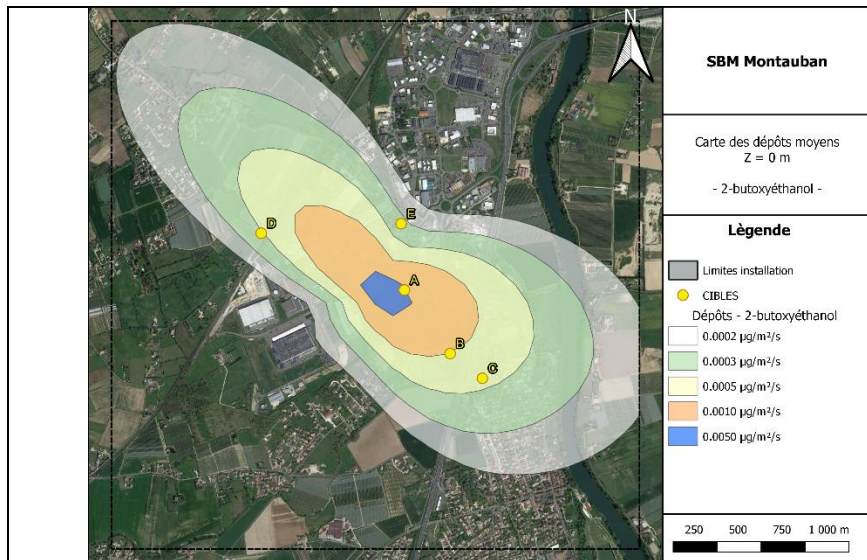 N
SBM Montauban
Carte des dépôts moyens
Z = 0 m
- 2-butoxyéthanol -
Lègende
Limites installation
CIBLES
Dépôts - 2-butoxyéthanol
0.0002 µg/m²/s
0.0003 µg/m²/s
0.0005 µg/m²/s
0.0010 µg/m²/s
0.0050 µg/m²/s
250 500 750 1 000 m
E
D
A
B
C